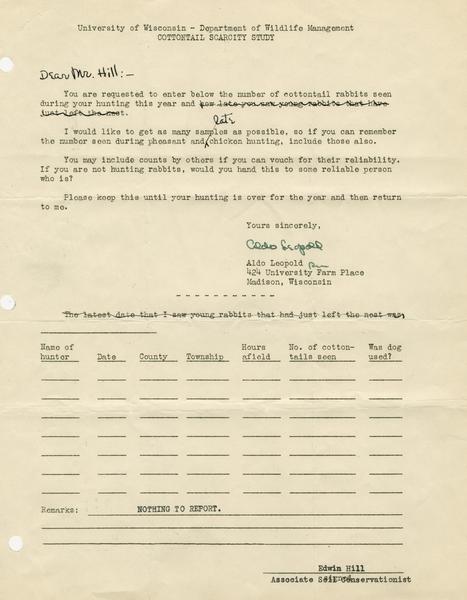 University of Wisconsin - Department of Wildlife Management
COTTONTAIL SCARCITY STUDY
Dear Mr. Hill:-
You are requested to enter below the number of cottontail rabbits seen
during your hunting this year and how late you saw young rabbits that have
just left the nest.
late
I would like to get as many samples as possible, so if you can remember
the number seen during pheasant and chicken hunting, include those also.
You may include counts by others if you can vouch for their reliability.
If you are not hunting rabbits, would you hand this to some reliable person
who is?
Please keep this until your hunting is over for the year and then return
to me.
Yours sincerely,
Aldo Leopold
Aldo Leopold
424 University Farm Place
Madison, Wisconsin
- - - - - - - - - -
The latest date that I saw young rabbits that had just left the nest was,
Name of Hours No. of cotton- Was dog
hunter Date County Township afield tails seen used?
Remarks: NOTHING TO REPORT.
Edwin Hill
Associate Soil Conservationist